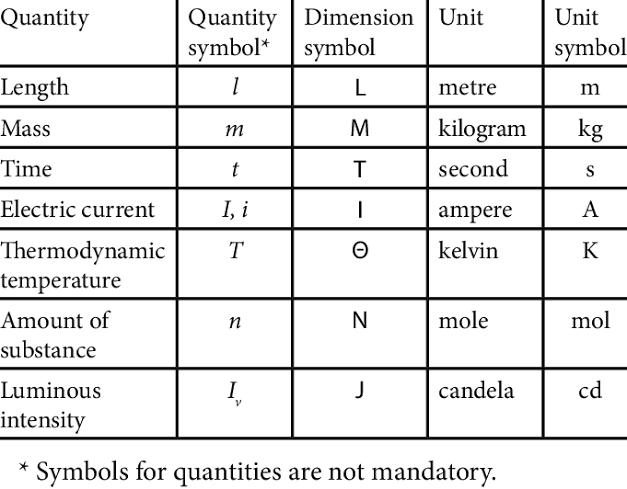 Quantity Quantity Dimension Unit Unit
symbol* symbol symbol
Length l L metre m
Mass m M kilogram kg
Time t T second s
Electric current I, i I ampere A
Thermodynamic T Θ kelvin K
temperature
Amount of n N mole mol
substance
Luminous Iv J candela cd
intensity
* Symbols for quantities are not mandatory.